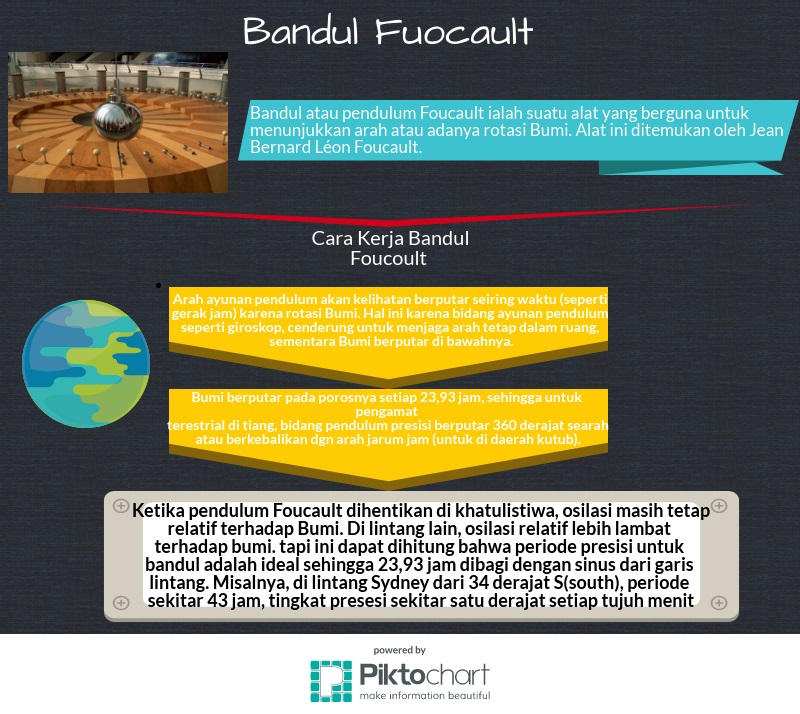 Bandul Fuocault
Bandul atau pendulum Foucault ialah suatu alat yang berguna untuk
menunjukkan arah atau adanya rotasi Bumi. Alat ini ditemukan oleh Jean
Bernard Léon Foucault.
Cara Kerja Bandul
Foucoult
Arah ayunan pendulum akan kelihatan berputar seiring waktu (seperti
gerak jam) karena rotasi Bumi. Hal ini karena bidang ayunan pendulum
seperti giroskop, cenderung untuk menjaga arah tetap dalam ruang,
sementara Bumi berputar di bawahnya.
Bumi berputar pada porosnya setiap 23,93 jam, sehingga untuk
pengamat
terestrial di tiang, bidang pendulum presisi berputar 360 derajat searah
atau berkebalikan dgn arah jarum jam (untuk di daerah kutub).
Ketika pendulum Foucault dihentikan di khatulistiwa, osilasi masih tetap
relatif terhadap Bumi. Di lintang lain, osilasi relatif lebih lambat
terhadap bumi. tapi ini dapat dihitung bahwa periode presisi untuk
bandul adalah ideal sehingga 23,93 jam dibagi dengan sinus dari garis
lintang. Misalnya, di lintang Sydney dari 34 derajat S(south), periode
sekitar 43 jam, tingkat presesi sekitar satu derajat setiap tujuh menit
powered by
Piktochart
make information beautiful